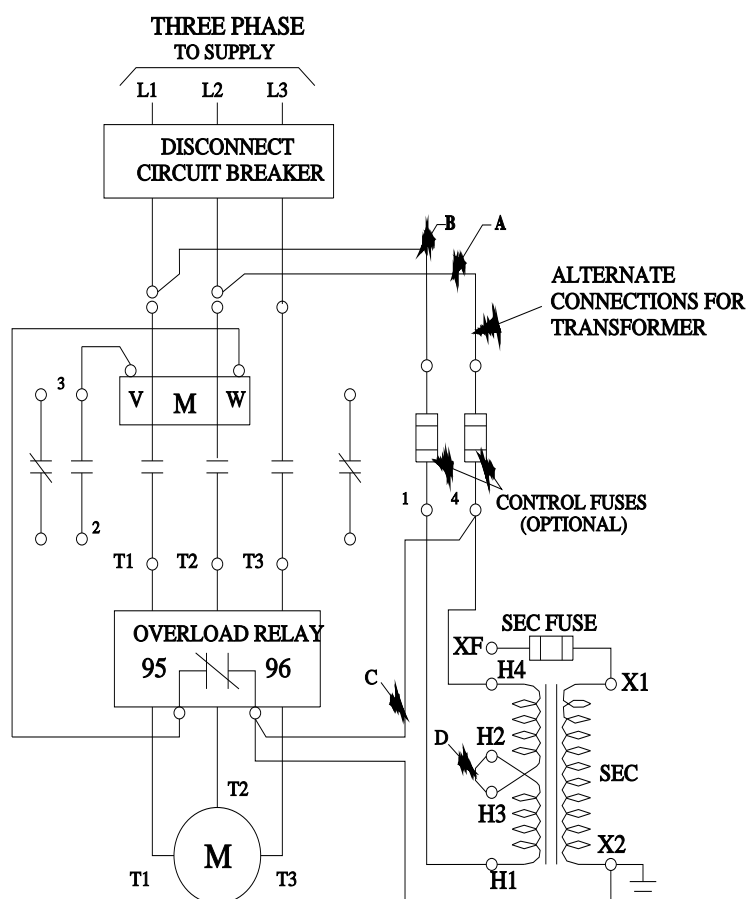 THREE PHASE
TO SUPPLY
L1 L2 L3
DISCONNECT
CIRCUIT BREAKER
B A
ALTERNATE
CONNECTIONS FOR
TRANSFORMER
3
V M W
1 4
CONTROL FUSES
(OPTIONAL)
2
T1 T2 T3
OVERLOAD RELAY
95 96
SEC FUSE
XF
H4 X1
C
D H2
SEC
H3
T2
M
X2
T1 T3
H1